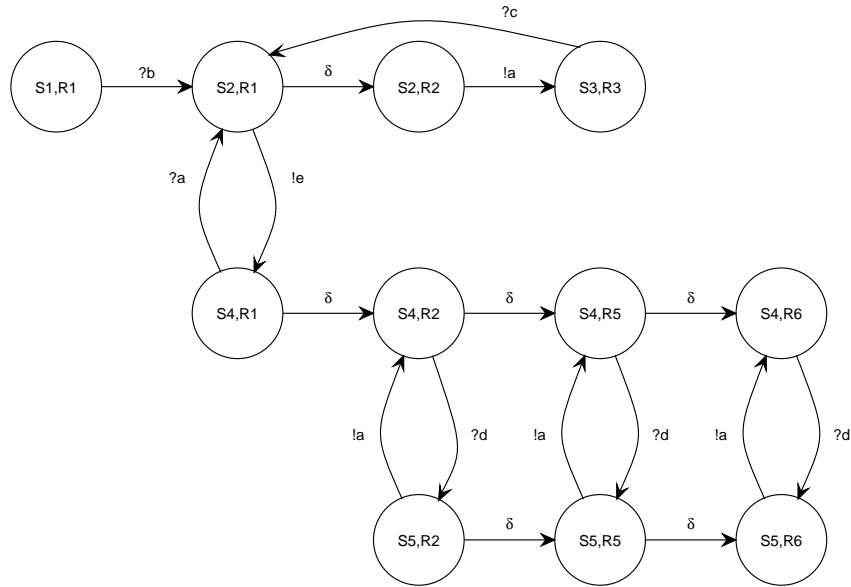 ?c
S1,R1
?b
S2,R1
δ
S2,R2
!a
S3,R3
?a
!e
S4,R1
δ
S4,R2
δ
S4,R5
δ
S4,R6
!a
?d
!a
?d
!a
?d
S5,R2
δ
S5,R5
δ
S5,R6